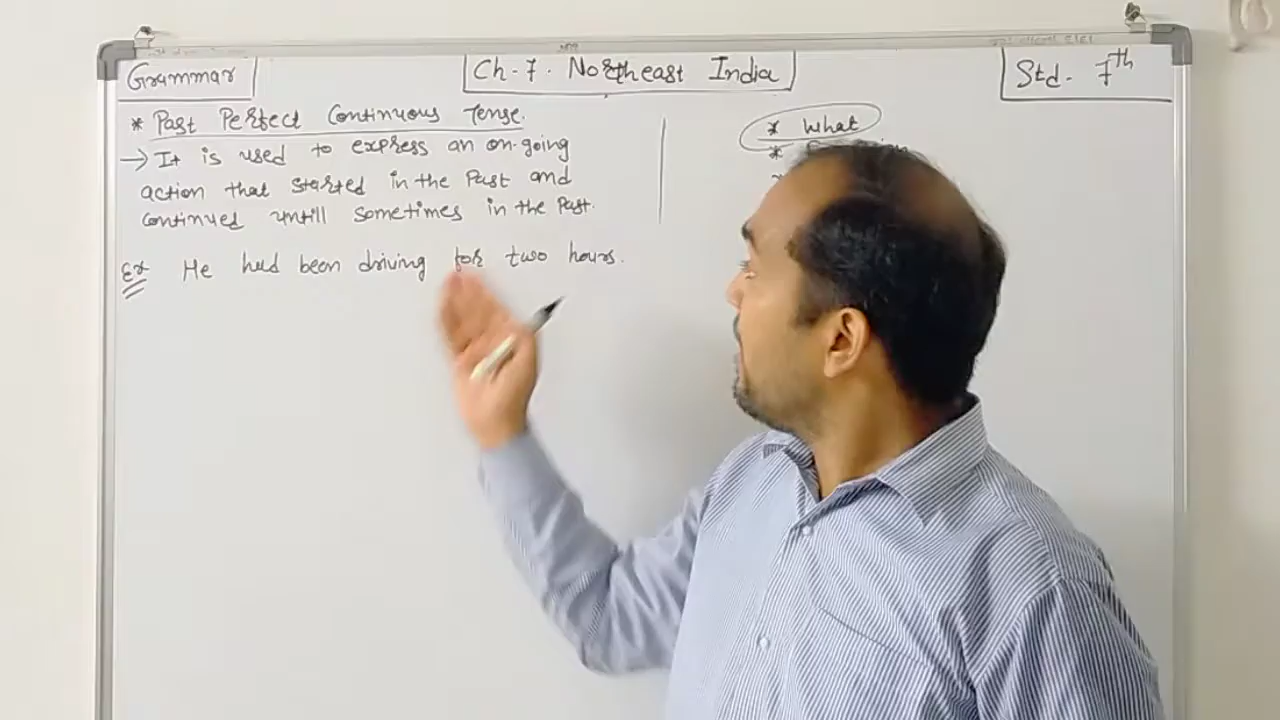 Grammar
Ch-7. Northeast India
Std- 7th
* Past Perfect Continuous Tense.
→ It is used to express an on-going
action that started in the Past and
continued untill sometimes in the Past.
Ex He had been driving for two hours.
* What
*